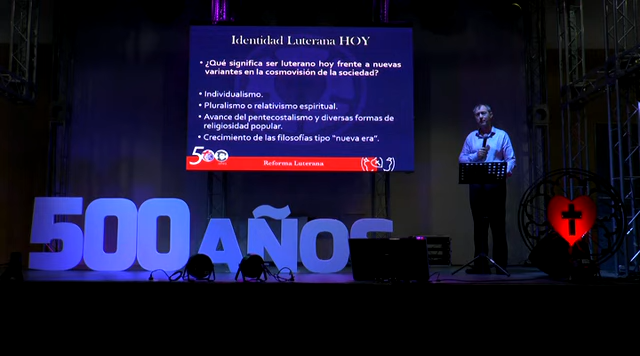 Identidad Luterana HOY
• ¿Qué significa ser luterano hoy frente a nuevas
variantes en la cosmovisión de la sociedad?
• Individualismo.
• Pluralismo o relativismo espiritual.
• Avance del pentecostalismo y diversas formas de
religiosidad popular.
• Crecimiento de las filosofías tipo "nueva era".
500
Reforma Luterana
500 AÑOS